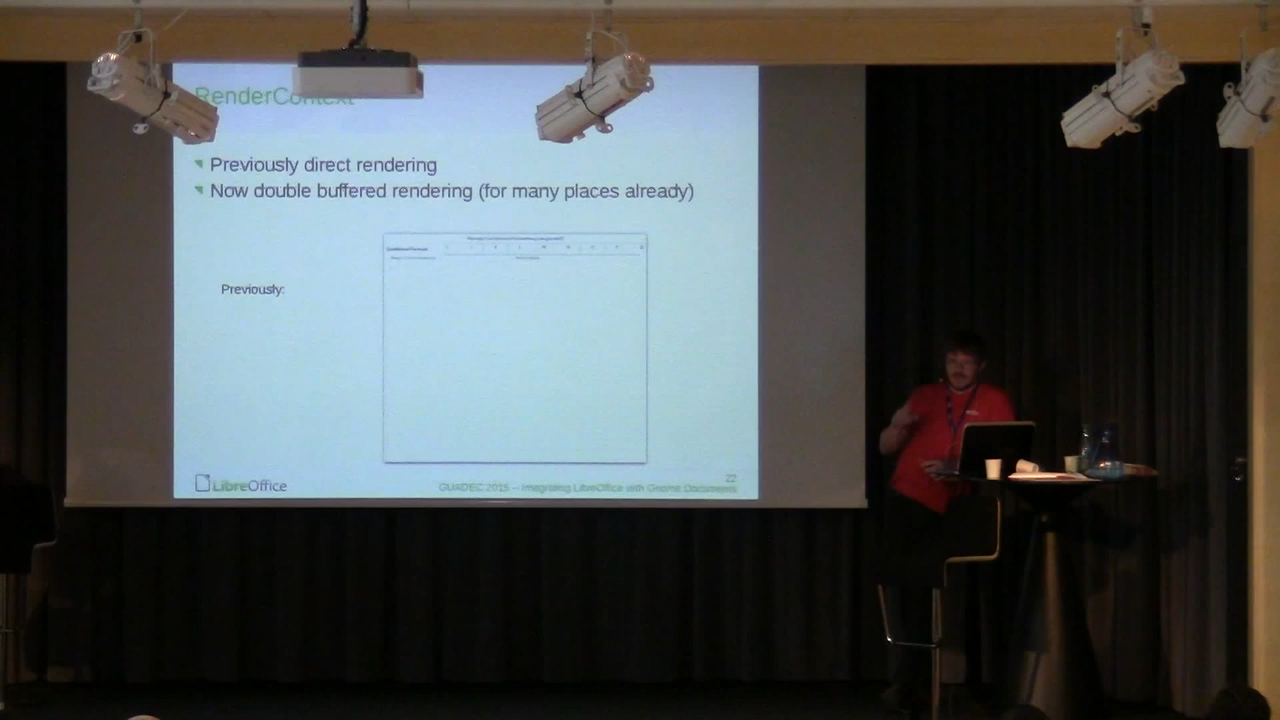 RenderContext
Previously direct rendering
Now double buffered rendering (for many places already)
Previously:
22
LibreOffice
GUADEC 2015 – Integrating LibreOffice with Gnome Documents